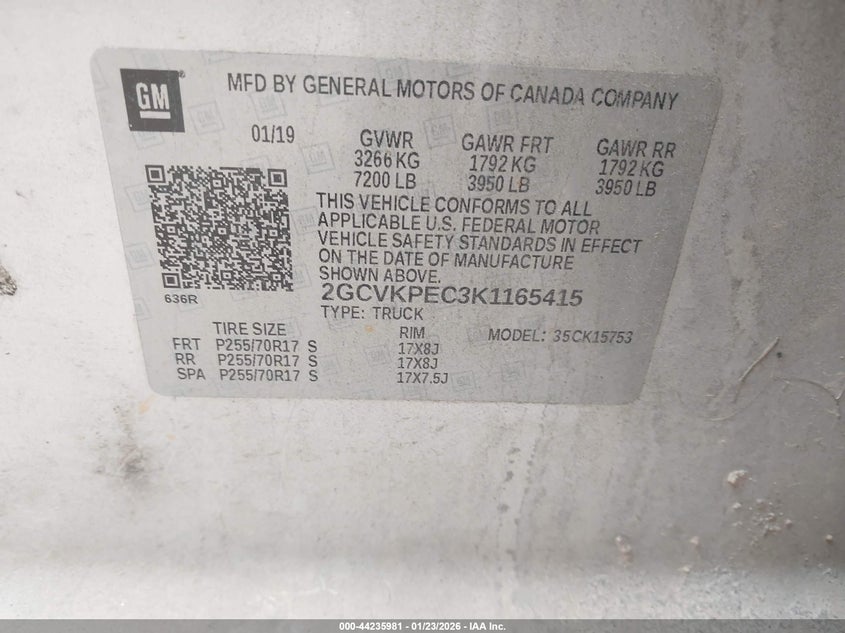 GM
MFD BY GENERAL MOTORS OF CANADA COMPANY
01/19
GVWR
3266 KG
7200 LB
GAWR FRT
1792 KG
3950 LB
GAWR RR
1792 KG
3950 LB
THIS VEHICLE CONFORMS TO ALL
APPLICABLE U.S. FEDERAL MOTOR
VEHICLE SAFETY STANDARDS IN EFFECT
ON THE DATE OF MANUFACTURE
SHOWN ABOVE.
636R
2GCVKPEC3K1165415
TYPE: TRUCK
MODEL: 35CK15753
TIRE SIZE RIM
FRT P255/70R17 S 17X8J
RR P255/70R17 S 17X8J
SPA P255/70R17 S 17X7.5J
000-44235981 - 01/23/2026 - IAA Inc.